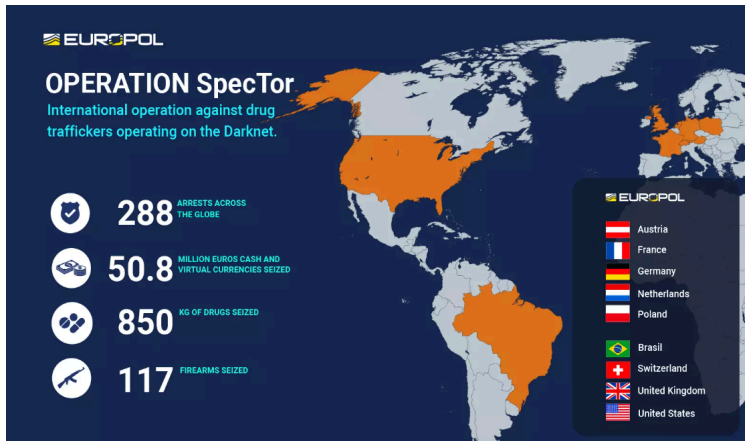 EUROPOL
OPERATION SpecTor
International operation against drug
traffickers operating on the Darknet.
288 ARRESTS ACROSS
THE GLOBE
50.8 MILLION EUROS CASH AND
VIRTUAL CURRENCIES SEIZED
850 KG OF DRUGS SEIZED
117 FIREARMS SEIZED
EUROPOL
Austria
France
Germany
Netherlands
Poland
Brasil
Switzerland
United Kingdom
United States